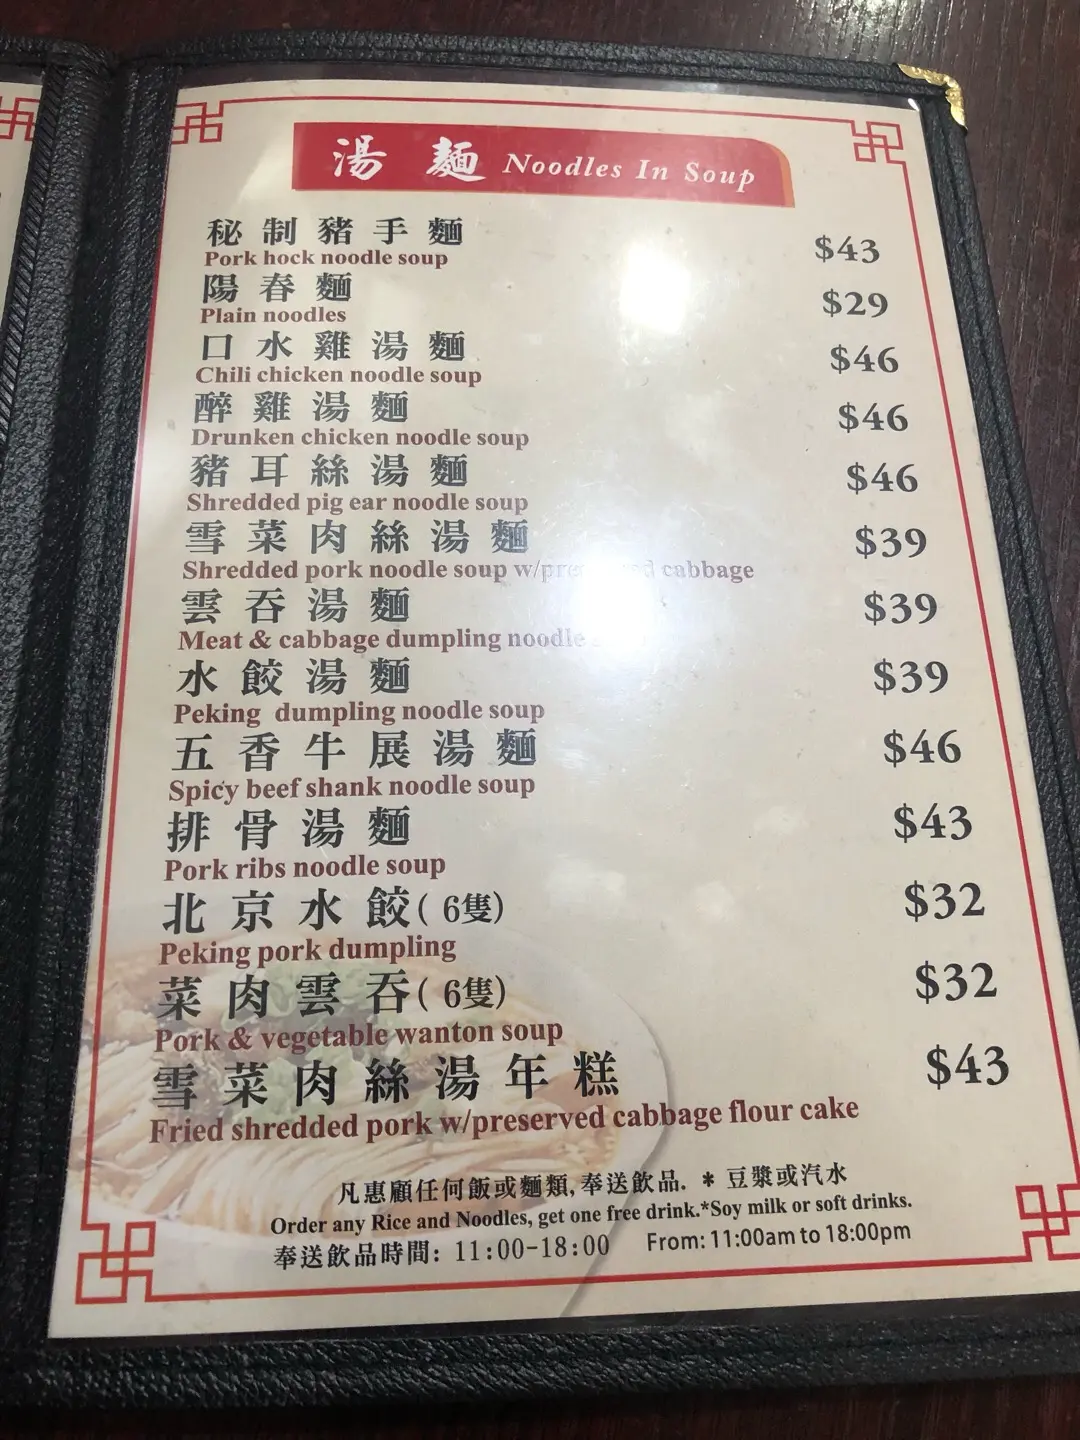 湯麵 Noodles In Soup
秘制豬手麵 $43
Pork hock noodle soup
陽春麵 $29
Plain noodles
口水雞湯麵 $46
Chili chicken noodle soup
醉雞湯麵 $46
Drunken chicken noodle soup
豬耳絲湯麵 $46
Shredded pig ear noodle soup
雪菜肉絲湯麵 $39
Shredded pork noodle soup w/preserved cabbage
雲吞湯麵 $39
Meat & cabbage dumpling noodle
水餃湯麵 $39
Peking dumpling noodle soup
五香牛展湯麵 $46
Spicy beef shank noodle soup
排骨湯麵 $43
Pork ribs noodle soup
北京水餃(6隻) $32
Peking pork dumpling
菜肉雲吞(6隻) $32
Pork & vegetable wanton soup
雪菜肉絲湯年糕 $43
Fried shredded pork w/preserved cabbage flour cake
凡惠顧任何飯或麵類,奉送飲品. * 豆漿或汽水
Order any Rice and Noodles, get one free drink.*Soy milk or soft drinks.
奉送飲品時間: 11:00-18:00 From: 11:00am to 18:00pm